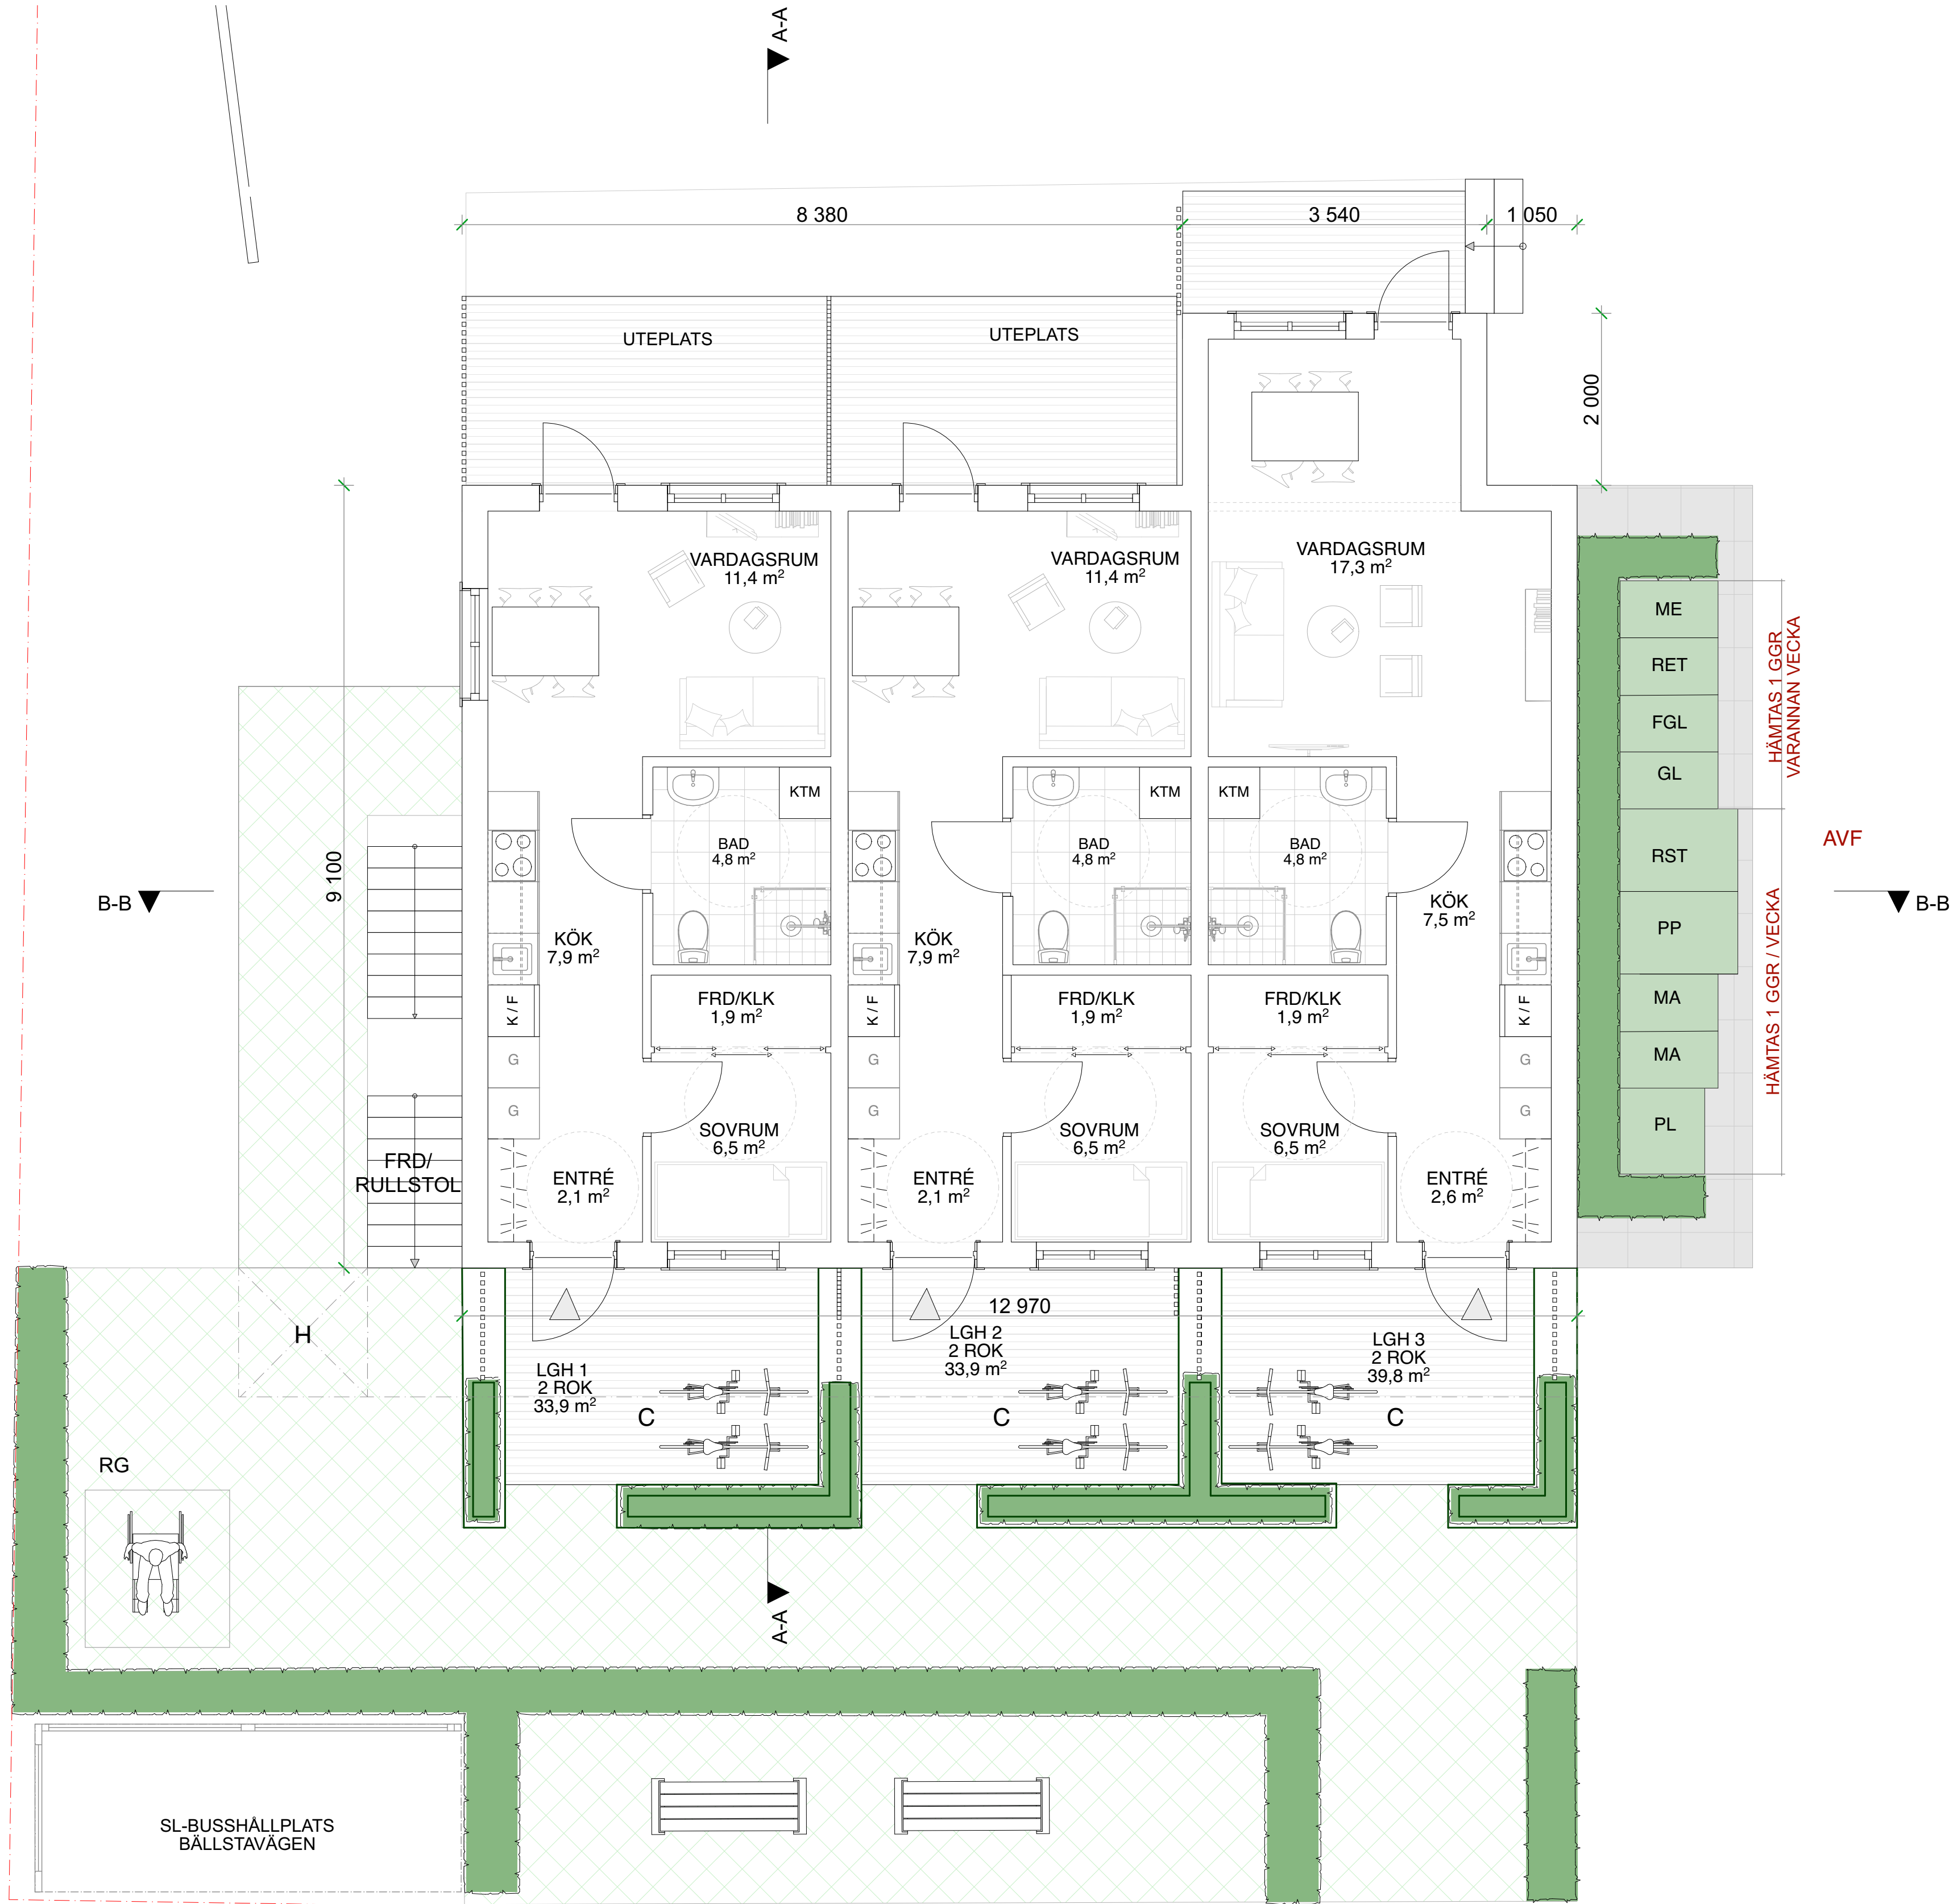 A-A
8 380
3 540
1 050
UTEPLATS
UTEPLATS
2 000
VARDAGSRUM
11,4 m²
VARDAGSRUM
11,4 m²
VARDAGSRUM
17,3 m²
ME
RET
FGL
GL
RST
PP
MA
MA
PL
HÄMTAS 1 GGR
VARANNAN VECKA
HÄMTAS 1 GGR / VECKA
AVF
9 100
B-B
B-B
KTM
KTM
KTM
BAD
4,8 m²
BAD
4,8 m²
BAD
4,8 m²
KÖK
7,9 m²
KÖK
7,9 m²
KÖK
7,5 m²
K / F
K / F
K / F
FRD/KLK
1,9 m²
FRD/KLK
1,9 m²
FRD/KLK
1,9 m²
G
G
G
G
G
G
SOVRUM
6,5 m²
SOVRUM
6,5 m²
SOVRUM
6,5 m²
FRD/
RULLSTOL
ENTRÉ
2,1 m²
ENTRÉ
2,1 m²
ENTRÉ
2,6 m²
12 970
H
LGH 1
2 ROK
33,9 m²
LGH 2
2 ROK
33,9 m²
LGH 3
2 ROK
39,8 m²
C
C
C
RG
A-A
SL-BUSSHÅLLPLATS
BÄLLSTAVÄGEN